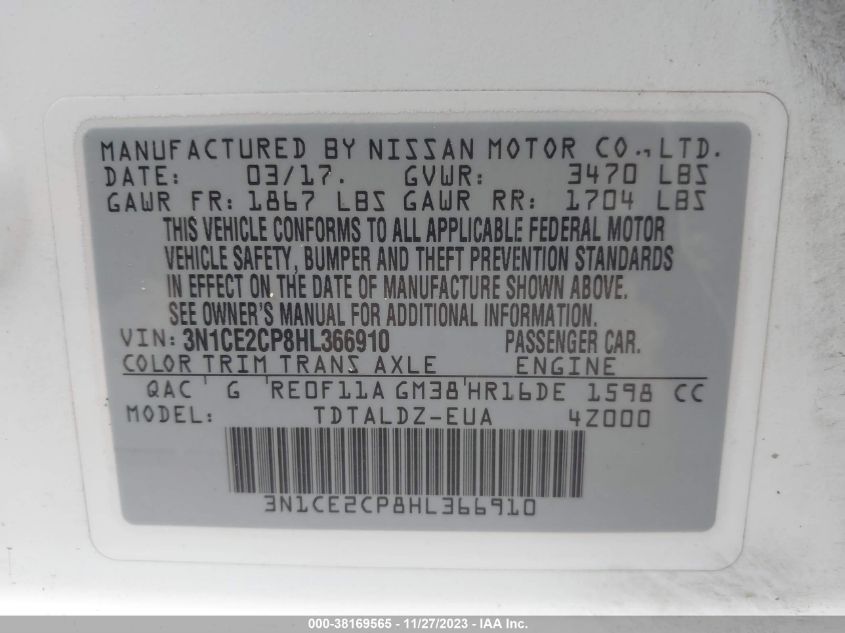 MANUFACTURED BY NISSAN MOTOR CO., LTD.
DATE: 03/17. GVWR: 3470 LBS
GAWR FR: 1867 LBS GAWR RR: 1704 LBS
THIS VEHICLE CONFORMS TO ALL APPLICABLE FEDERAL MOTOR
VEHICLE SAFETY, BUMPER AND THEFT PREVENTION STANDARDS
IN EFFECT ON THE DATE OF MANUFACTURE SHOWN ABOVE.
SEE OWNER'S MANUAL FOR ADDITIONAL INFORMATION.
VIN: 3N1CE2CP8HL366910 PASSENGER CAR.
COLOR TRIM TRANS AXLE ENGINE
QAC ' G 'RE0F11A GM38'HR16DE 1598 CC
MODEL: TDTALDZ-EUA 4Z000
3N1CE2CP8HL366910
000-38169565 - 11/27/2023 - IAA Inc.